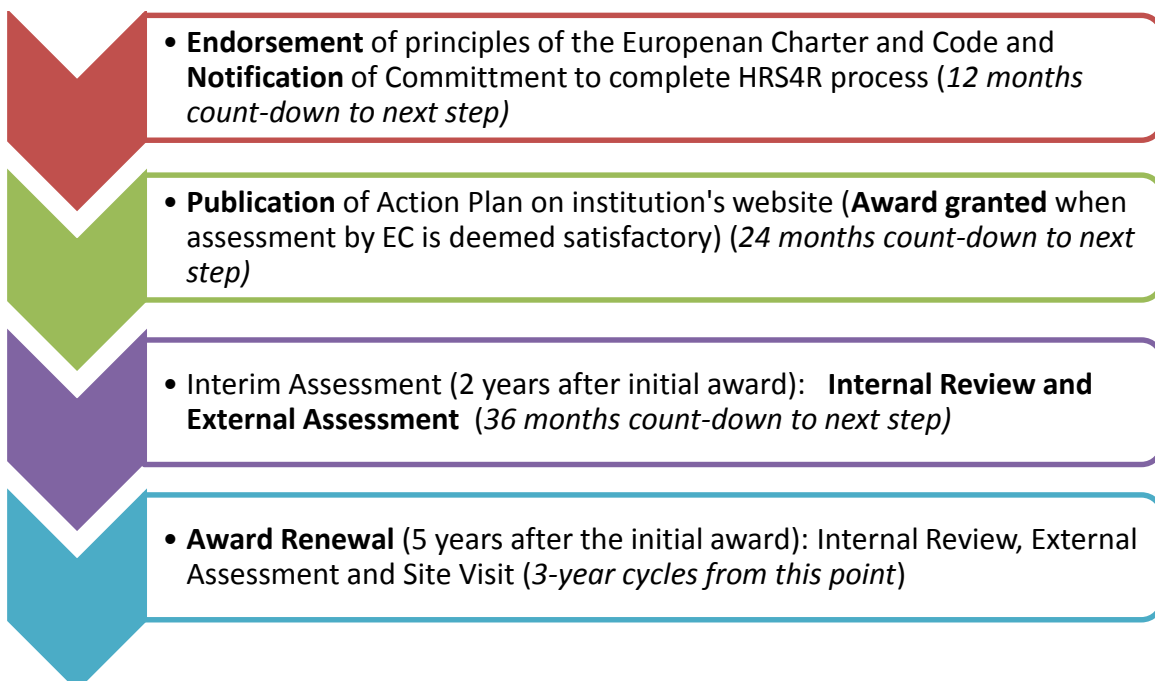 • Endorsement of principles of the Europenan Charter and Code and
Notification of Committment to complete HRS4R process (12 months
count-down to next step)
• Publication of Action Plan on institution's website (Award granted when
assessment by EC is deemed satisfactory) (24 months count-down to next
step)
• Interim Assessment (2 years after initial award): Internal Review and
External Assessment (36 months count-down to next step)
• Award Renewal (5 years after the initial award): Internal Review, External
Assessment and Site Visit (3-year cycles from this point)